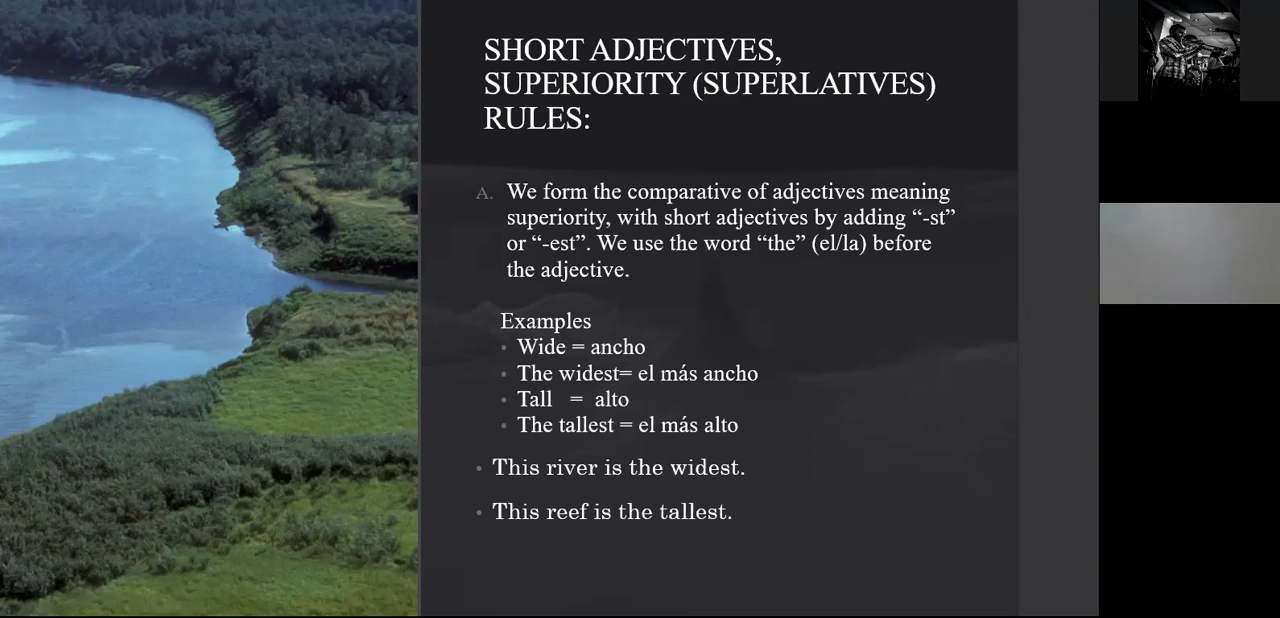 SHORT ADJECTIVES,
SUPERIORITY (SUPERLATIVES)
RULES:
A. We form the comparative of adjectives meaning
superiority, with short adjectives by adding “-st”
or “-est”. We use the word “the” (el/la) before
the adjective.
Examples
• Wide = ancho
• The widest= el más ancho
• Tall = alto
• The tallest = el más alto
• This river is the widest.
• This reef is the tallest.